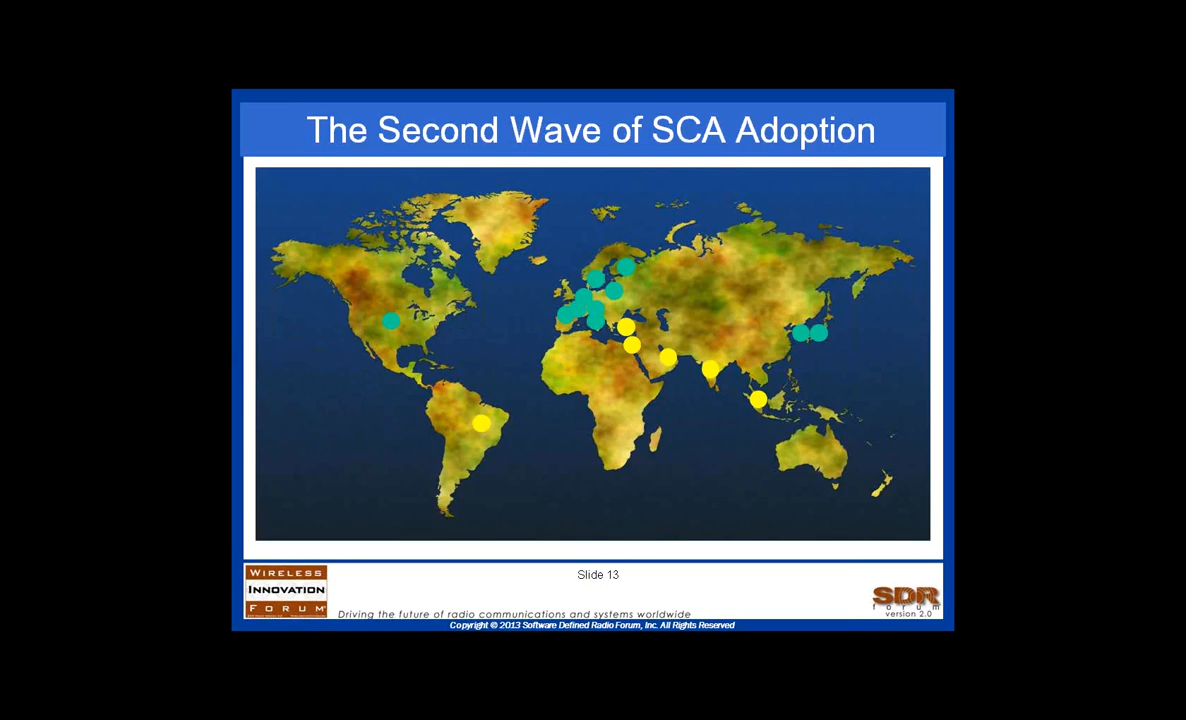 The Second Wave of SCA Adoption
Slide 13
WIRELESS
INNOVATION
FORUM
Driving the future of radio communications and systems worldwide
SDR
forum
version 2.0
Copyright © 2013 Software Defined Radio Forum, Inc. All Rights Reserved